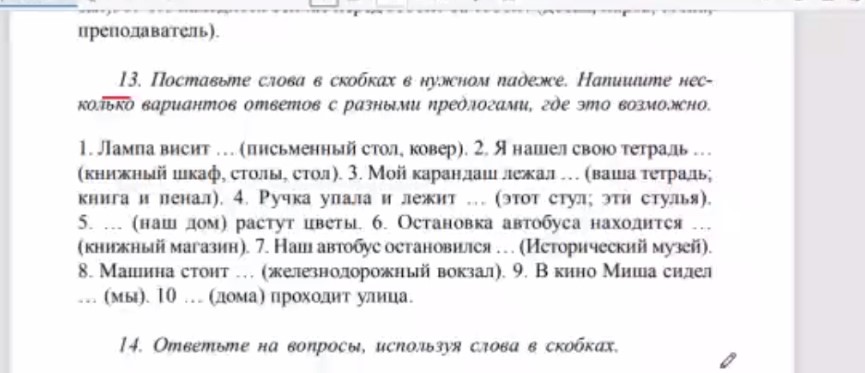 преподаватель).
13. Поставьте слова в скобках в нужном падеже. Напишите нес-
колько вариантов ответов с разными предлогами, где это возможно.
1. Лампа висит … (письменный стол, ковер). 2. Я нашел свою тетрадь …
(книжный шкаф, столы, стол). 3. Мой карандаш лежал … (ваша тетрадь;
книга и пенал). 4. Ручка упала и лежит … (этот стул; эти стулья).
5. … (наш дом) растут цветы. 6. Остановка автобуса находится …
(книжный магазин). 7. Наш автобус остановился … (Исторический музей).
8. Машина стоит … (железнодорожный вокзал). 9. В кино Миша сидел
… (мы). 10 … (дома) проходит улица.
14. Ответьте на вопросы, используя слова в скобках.